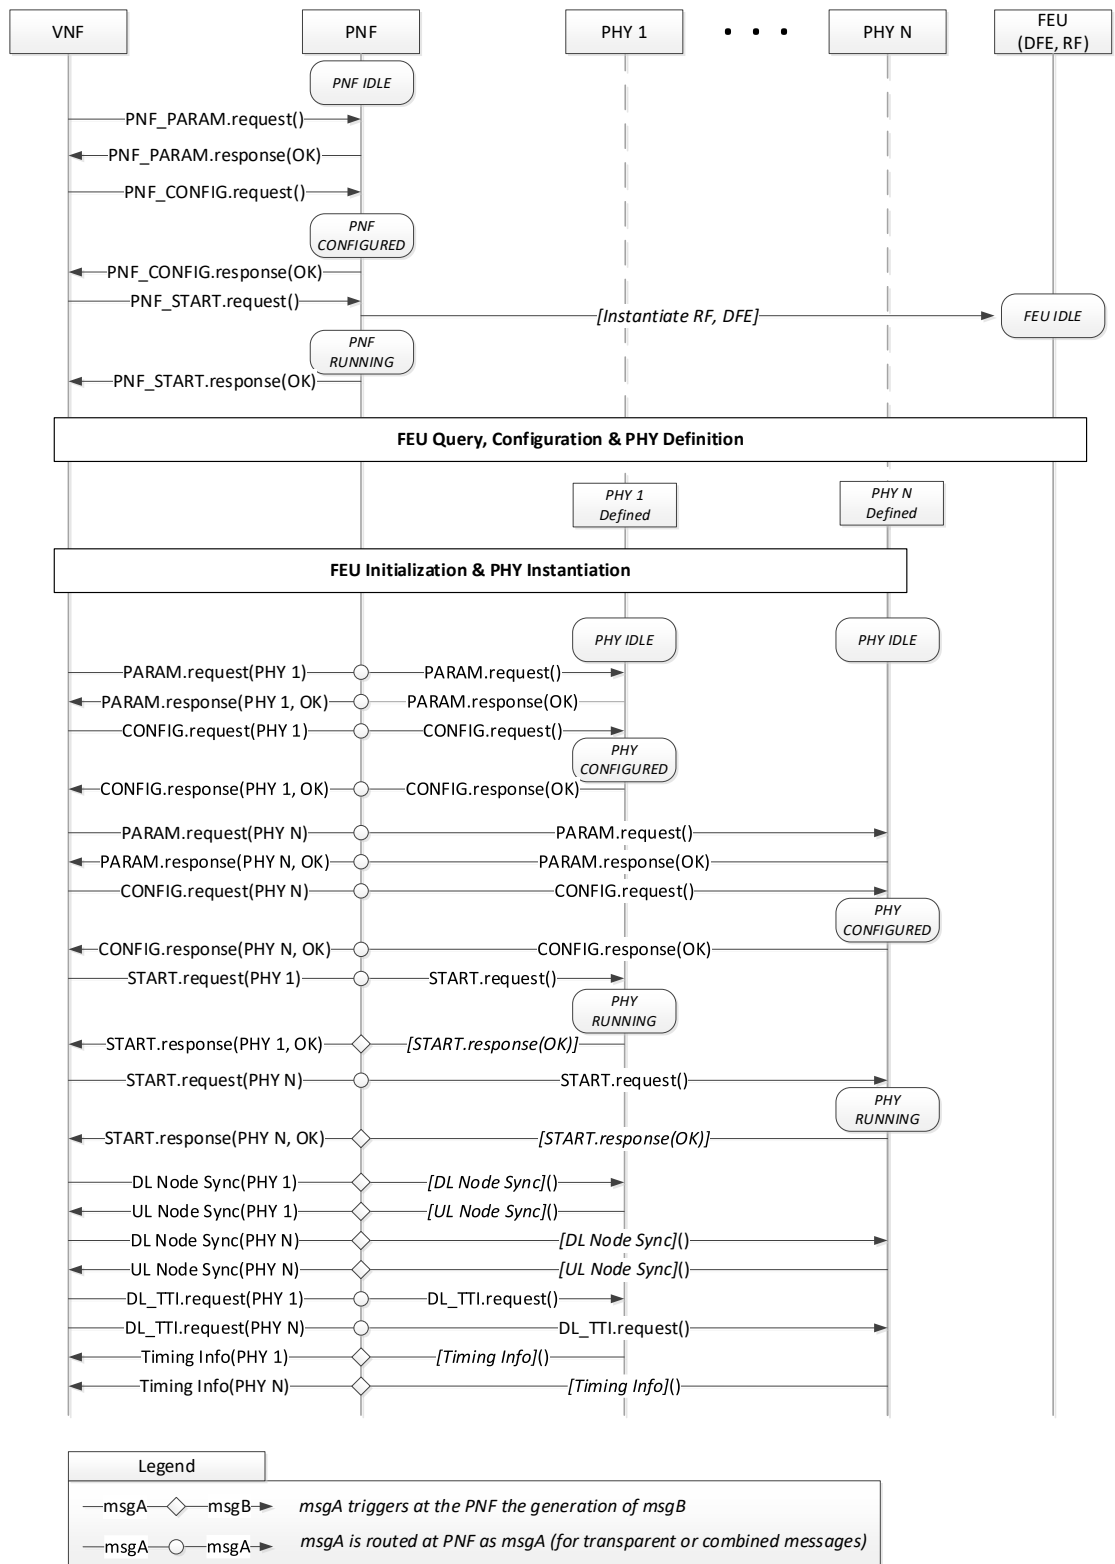 VNF
PNF
PHY 1
• • •
PHY N
FEU
(DFE, RF)
PNF IDLE
PNF_PARAM.request()
PNF_PARAM.response(OK)
PNF_CONFIG.request()
PNF
CONFIGURED
PNF_CONFIG.response(OK)
PNF_START.request()
[Instantiate RF, DFE]
FEU IDLE
PNF
RUNNING
PNF_START.response(OK)
FEU Query, Configuration & PHY Definition
PHY 1
Defined
PHY N
Defined
FEU Initialization & PHY Instantiation
PHY IDLE
PHY IDLE
PARAM.request(PHY 1)
PARAM.request()
PARAM.response(PHY 1, OK)
PARAM.response(OK)
CONFIG.request(PHY 1)
CONFIG.request()
PHY
CONFIGURED
CONFIG.response(PHY 1, OK)
CONFIG.response(OK)
PARAM.request(PHY N)
PARAM.request()
PARAM.response(PHY N, OK)
PARAM.response(OK)
CONFIG.request(PHY N)
CONFIG.request()
PHY
CONFIGURED
CONFIG.response(PHY N, OK)
CONFIG.response(OK)
START.request(PHY 1)
START.request()
PHY
RUNNING
START.response(PHY 1, OK)
[START.response(OK)]
START.request(PHY N)
START.request()
PHY
RUNNING
START.response(PHY N, OK)
[START.response(OK)]
DL Node Sync(PHY 1)
[DL Node Sync]()
UL Node Sync(PHY 1)
[UL Node Sync]()
DL Node Sync(PHY N)
[DL Node Sync]()
UL Node Sync(PHY N)
[UL Node Sync]()
DL_TTI.request(PHY 1)
DL_TTI.request()
DL_TTI.request(PHY N)
DL_TTI.request()
Timing Info(PHY 1)
[Timing Info]()
Timing Info(PHY N)
[Timing Info]()
Legend
msgA
msgB
msgA triggers at the PNF the generation of msgB
msgA
msgA
msgA is routed at PNF as msgA (for transparent or combined messages)